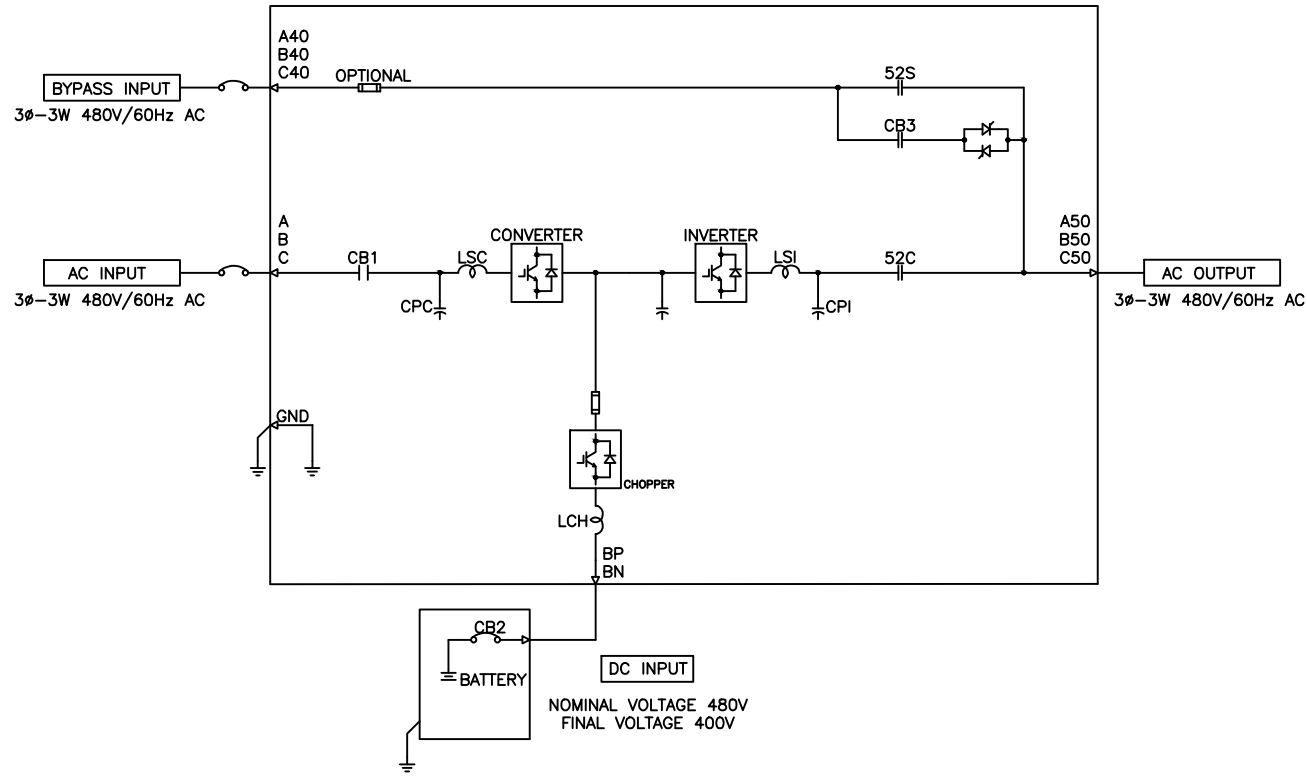 A40
B40
C40
OPTIONAL
52S
BYPASS INPUT
3ø-3W 480V/60Hz AC
CB3
A
B
C
CB1
LSC
CONVERTER
INVERTER
LSI
52C
A50
B50
C50
AC INPUT
3ø-3W 480V/60Hz AC
AC OUTPUT
3ø-3W 480V/60Hz AC
CPC
CPI
GND
CHOPPER
LCH
BP
BN
CB2
BATTERY
DC INPUT
NOMINAL VOLTAGE 480V
FINAL VOLTAGE 400V